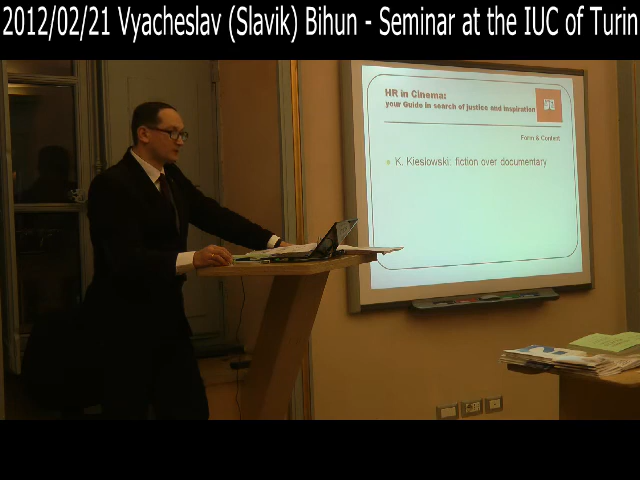 2012/02/21 Vyacheslav (Slavik) Bihun - Seminar at the IUC of Turin
HR in Cinema:
your Guide in search of justice and inspiration
Form & Content
K. Kiesiowski: fiction over documentary